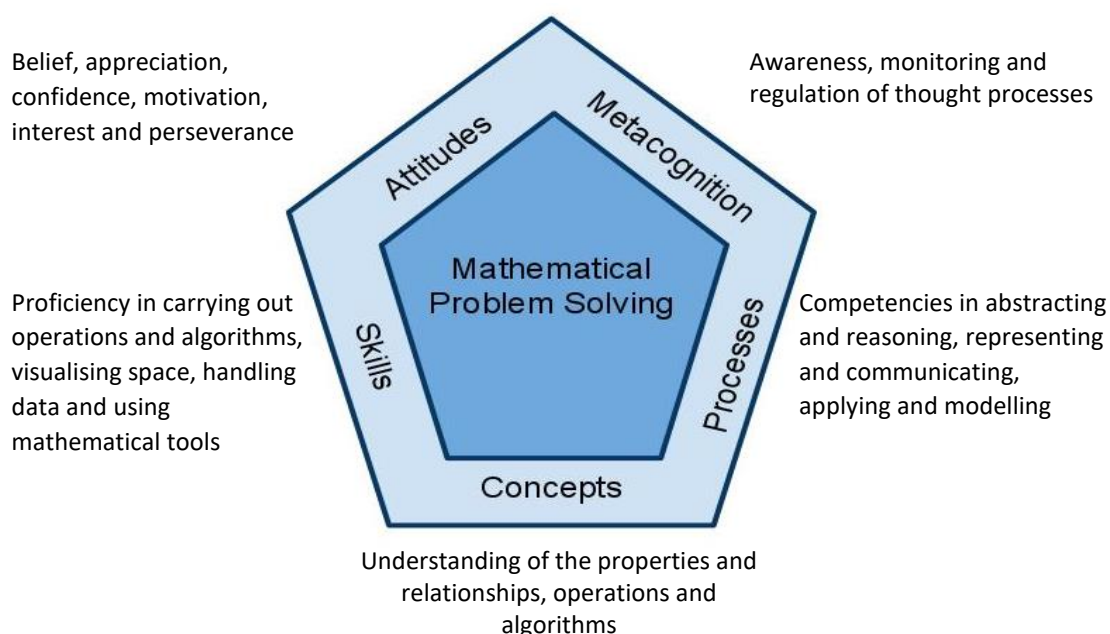 Belief, appreciation,
confidence, motivation,
interest and perseverance
Awareness, monitoring and
regulation of thought processes
Attitudes
Metacognition
Mathematical
Problem Solving
Proficiency in carrying out
operations and algorithms,
visualising space, handling
data and using
mathematical tools
Skills
Processes
Competencies in abstracting
and reasoning, representing
and communicating,
applying and modelling
Concepts
Understanding of the properties and
relationships, operations and
algorithms